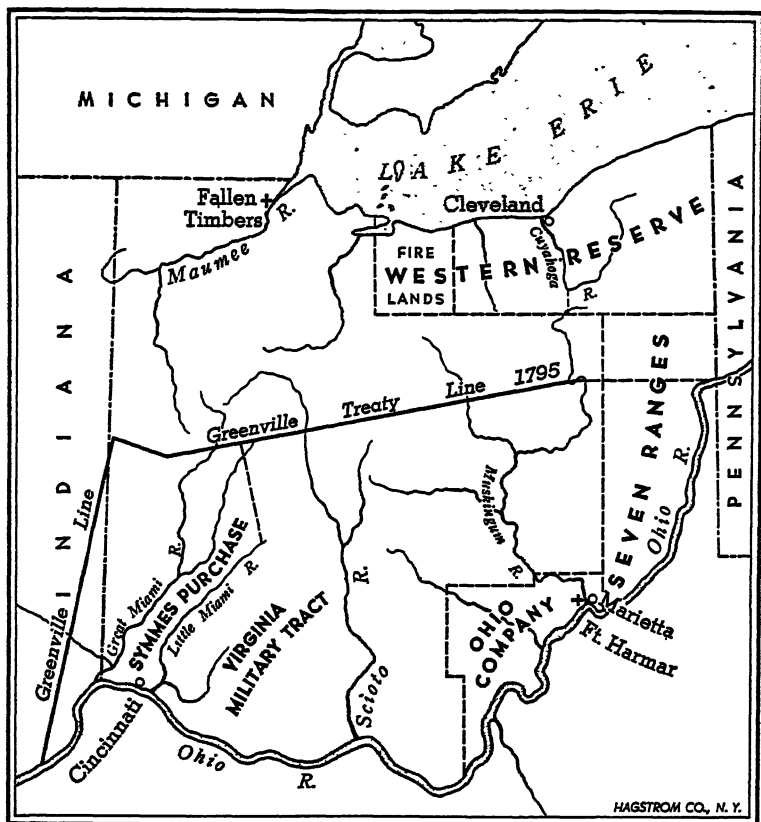 MICHIGAN
LAKE ERIE
Fallen
Timbers
Maumee R.
Cleveland
Cuyahoga R.
FIRE
LANDS
WESTERN RESERVE
PENNSYLVANIA
INDIANA
Greenville Treaty Line 1795
Greenville Line
SEVEN RANGES
Ohio R.
Muskingum R.
Great Miami R.
SYMMES PURCHASE
Little Miami R.
VIRGINIA
MILITARY TRACT
Scioto R.
OHIO
COMPANY
Marietta
Ft. Harmar
Cincinnati
Ohio R.
HAGSTROM CO., N. Y.